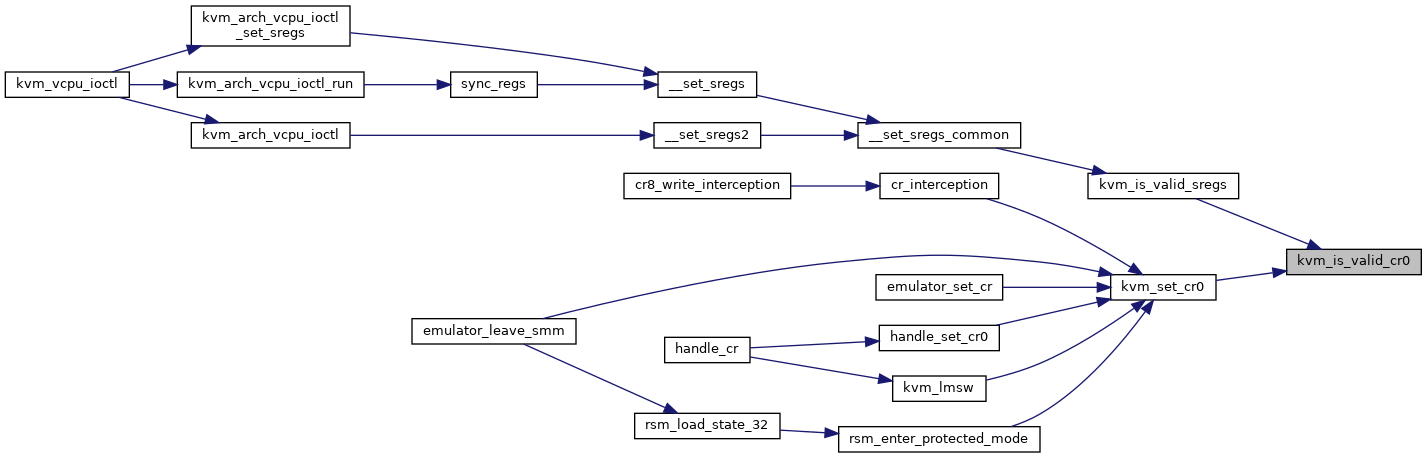 kvm_arch_vcpu_ioctl
_set_sregs
kvm_vcpu_ioctl
kvm_arch_vcpu_ioctl_run
sync_regs
__set_sregs
kvm_arch_vcpu_ioctl
__set_sregs2
__set_sregs_common
cr8_write_interception
cr_interception
kvm_is_valid_sregs
kvm_is_valid_cr0
emulator_set_cr
kvm_set_cr0
emulator_leave_smm
handle_cr
handle_set_cr0
kvm_lmsw
rsm_load_state_32
rsm_enter_protected_mode